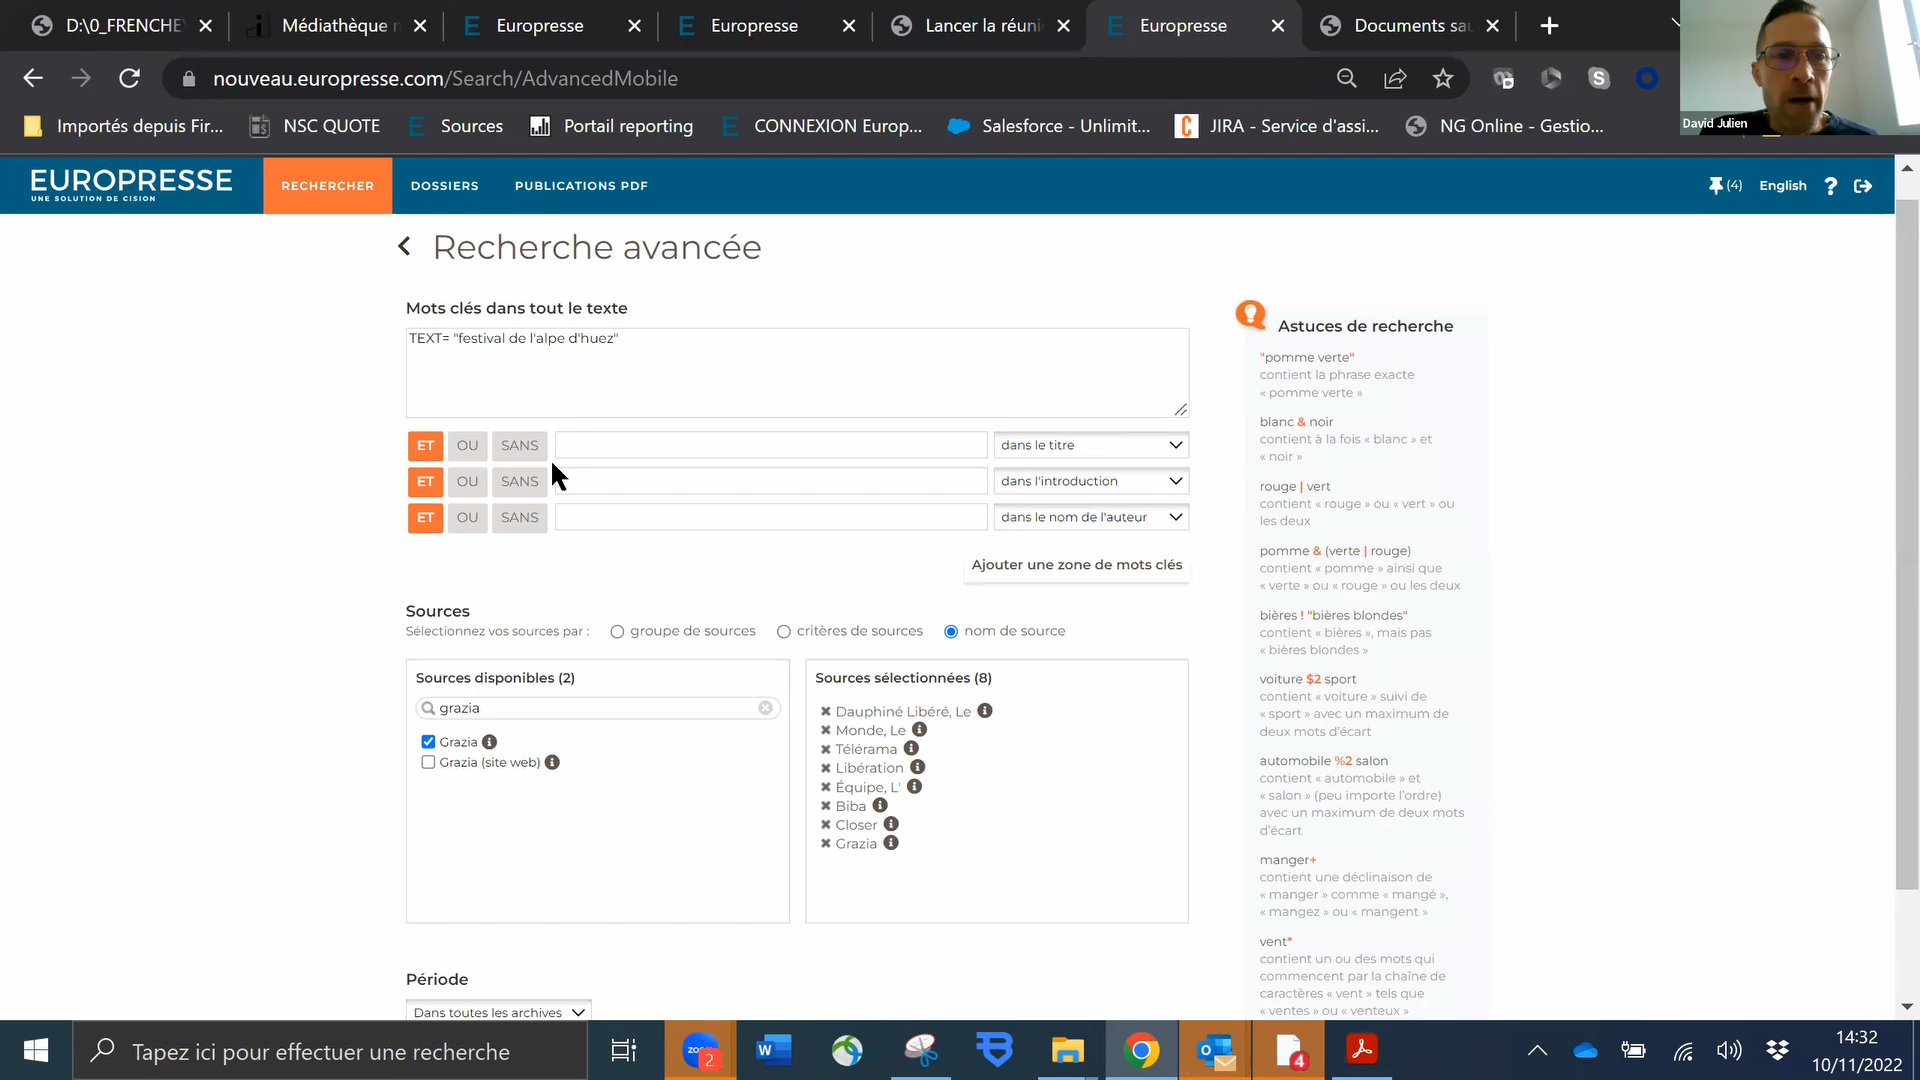 D:\0_FRENCHE
Médiathèque
Europresse
Europresse
Lancer la réuni
Europresse
Documents sa
nouveau.europresse.com/Search/AdvancedMobile
Importés depuis Fir...
NSC QUOTE
Sources
Portail reporting
CONNEXION Europ...
Salesforce - Unlimit...
JIRA - Service d'assi...
NG Online - Gestio...
David Julien
EUROPRESSE
UNE SOLUTION DE CISION
RECHERCHER
DOSSIERS
PUBLICATIONS PDF
(4)
English
?
Recherche avancée
Mots clés dans tout le texte
TEXT= "festival de l'alpe d'huez"
ET OU SANS dans le titre
ET OU SANS dans l'introduction
ET OU SANS dans le nom de l'auteur
Ajouter une zone de mots clés
Sources
Sélectionnez vos sources par : groupe de sources critères de sources nom de source
Sources disponibles (2)
grazia
Grazia
Grazia (site web)
Sources sélectionnées (8)
Dauphiné Libéré, Le
Monde, Le
Télérama
Libération
Équipe, L'
Biba
Closer
Grazia
Période
Dans toutes les archives
Astuces de recherche
"pomme verte"
contient la phrase exacte
« pomme verte »
blanc & noir
contient à la fois « blanc » et
« noir »
rouge | vert
contient « rouge » ou « vert » ou
les deux
pomme & (verte | rouge)
contient « pomme » ainsi que
« verte » ou « rouge » ou les deux
bières ! "bières blondes"
contient « bières », mais pas
« bières blondes »
voiture $2 sport
contient « voiture » suivi de
« sport » avec un maximum de
deux mots d'écart
automobile %2 salon
contient « automobile » et
« salon » (peu importe l'ordre)
avec un maximum de deux mots
d'écart
manger+
contient une déclinaison de
« manger » comme « mangé »,
« mangez » ou « mangent »
vent*
contient un ou des mots qui
commencent par la chaîne de
caractères « vent » tels que
« ventes » ou « venteux »
Tapez ici pour effectuer une recherche
zoom
2
4
14:32
10/11/2022